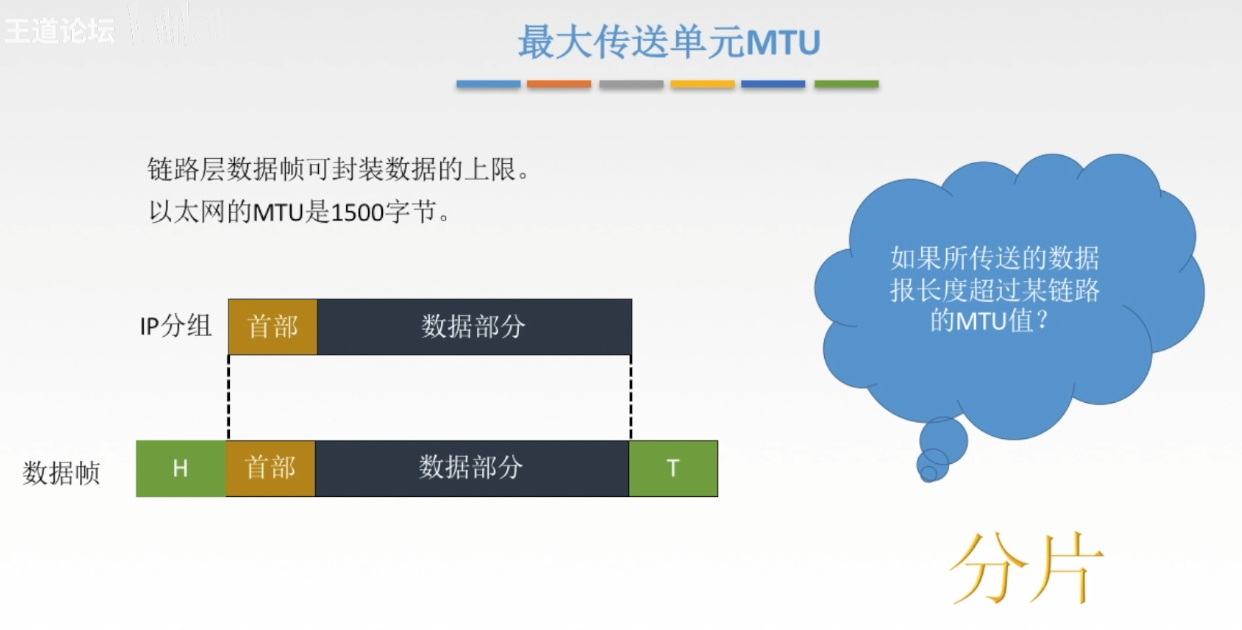 王道论坛
最大传送单元MTU
链路层数据帧可封装数据的上限。
以太网的MTU是1500字节。
IP分组
首部
数据部分
数据帧
H
首部
数据部分
T
如果所传送的数据
报长度超过某链路
的MTU值？
分片